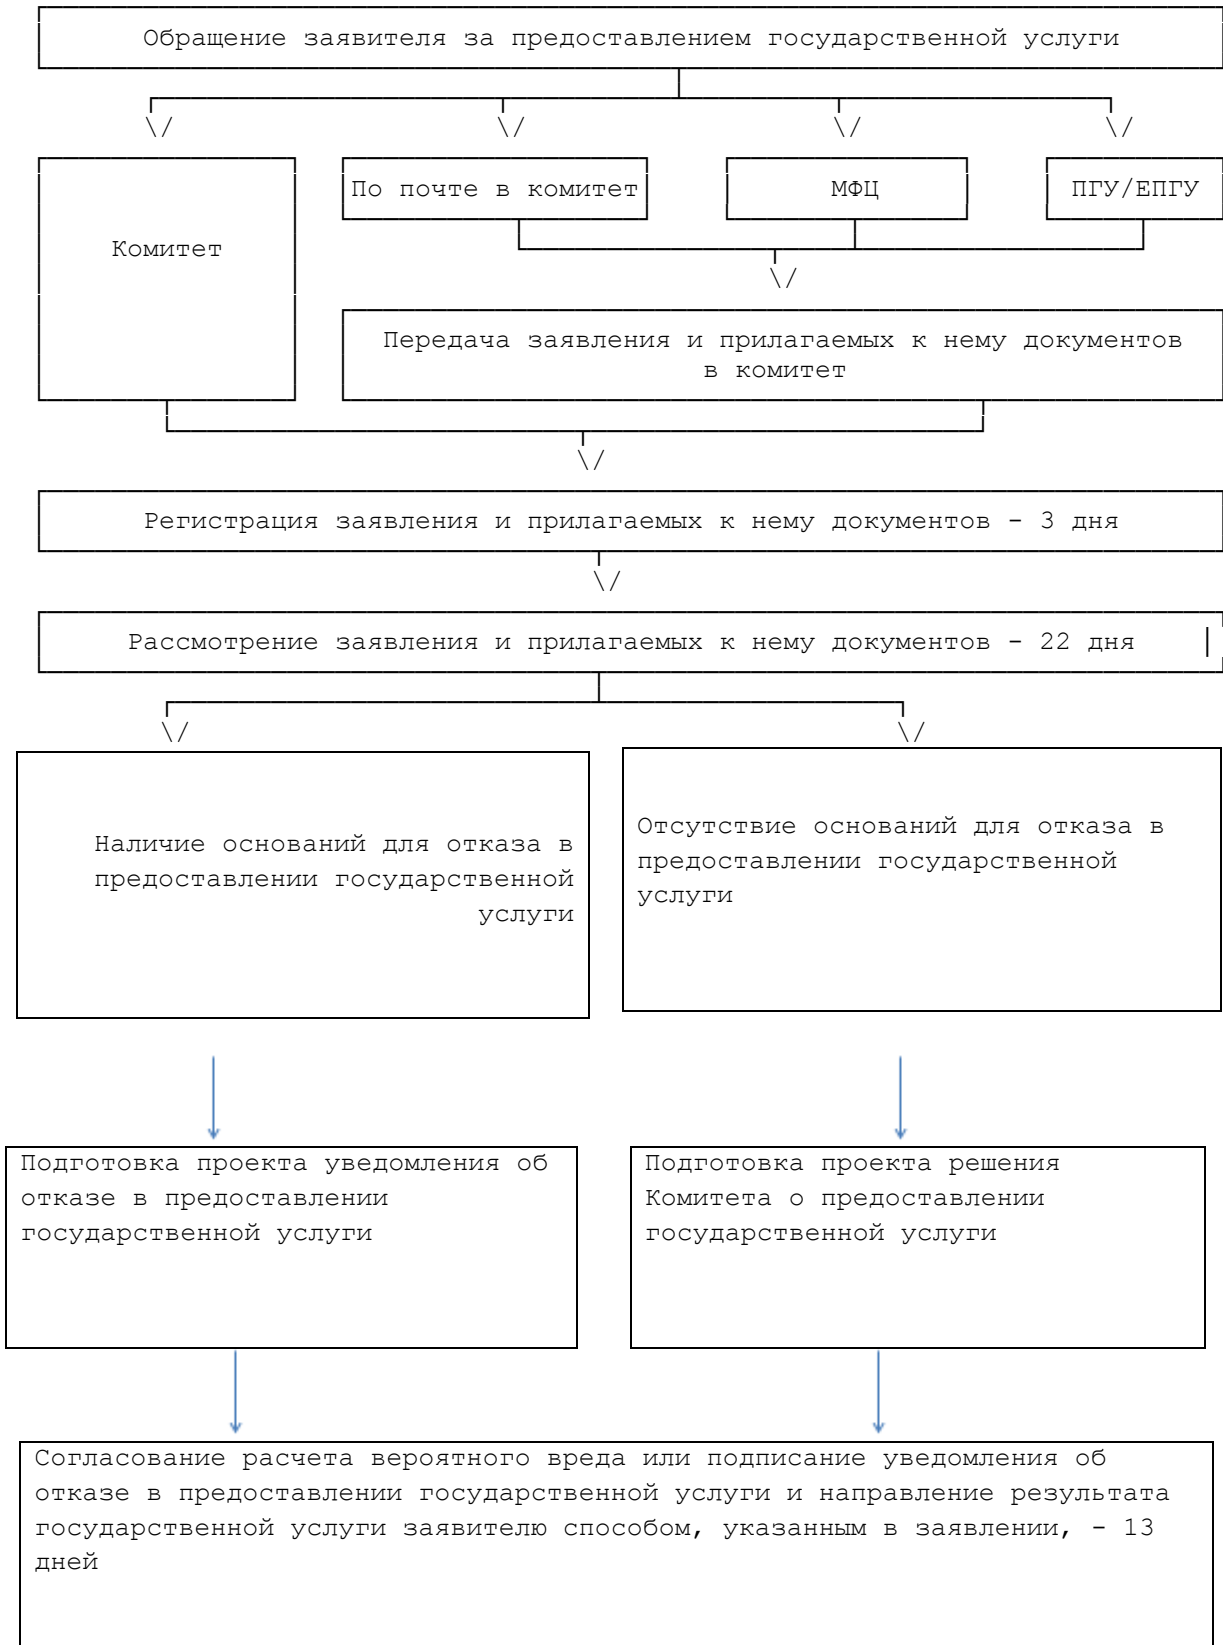 Обращение заявителя за предоставлением государственной услуги
\/ \/ \/ \/
По почте в комитет МФЦ ПГУ/ЕПГУ
Комитет
\/
Передача заявления и прилагаемых к нему документов
в комитет
\/
Регистрация заявления и прилагаемых к нему документов - 3 дня
\/
Рассмотрение заявления и прилагаемых к нему документов - 22 дня |
\/ \/
Наличие оснований для отказа в
предоставлении государственной
услуги
Отсутствие оснований для отказа в
предоставлении государственной
услуги
Подготовка проекта уведомления об
отказе в предоставлении
государственной услуги
Подготовка проекта решения
Комитета о предоставлении
государственной услуги
Согласование расчета вероятного вреда или подписание уведомления об
отказе в предоставлении государственной услуги и направление результата
государственной услуги заявителю способом, указанным в заявлении, - 13
дней